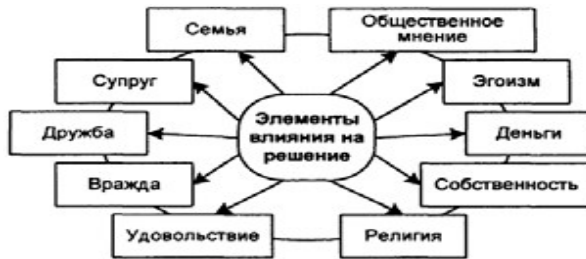 Семья
Общественное
мнение
Супруг
Эгоизм
Элементы
влияния на
решение
Дружба
Деньги
Вражда
Собственность
Удовольствие
Религия